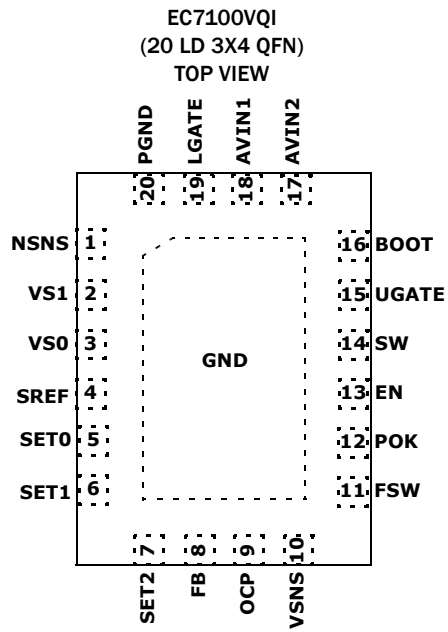 EC7100VQI
(20 LD 3X4 QFN)
TOP VIEW
PGND
LGATE
AVIN1
AVIN2
20
19
18
17
NSNS 1
VS1 2
VS0 3
SREF 4
SET0 5
SET1 6
GND
16 BOOT
15 UGATE
14 SW
13 EN
12 POK
11 FSW
7
8
9
10
SET2
FB
OCP
VSNS